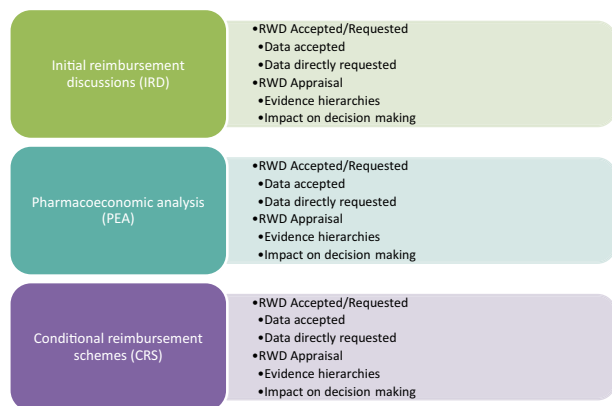 Initial reimbursement
discussions (IRD)
•RWD Accepted/Requested
•Data accepted
•Data directly requested
•RWD Appraisal
•Evidence hierarchies
•Impact on decision making
Pharmacoeconomic analysis
(PEA)
•RWD Accepted/Requested
•Data accepted
•Data directly requested
•RWD Appraisal
•Evidence hierarchies
•Impact on decision making
Conditional reimbursement
schemes (CRS)
•RWD Accepted/Requested
•Data accepted
•Data directly requested
•RWD Appraisal
•Evidence hierarchies
•Impact on decision making